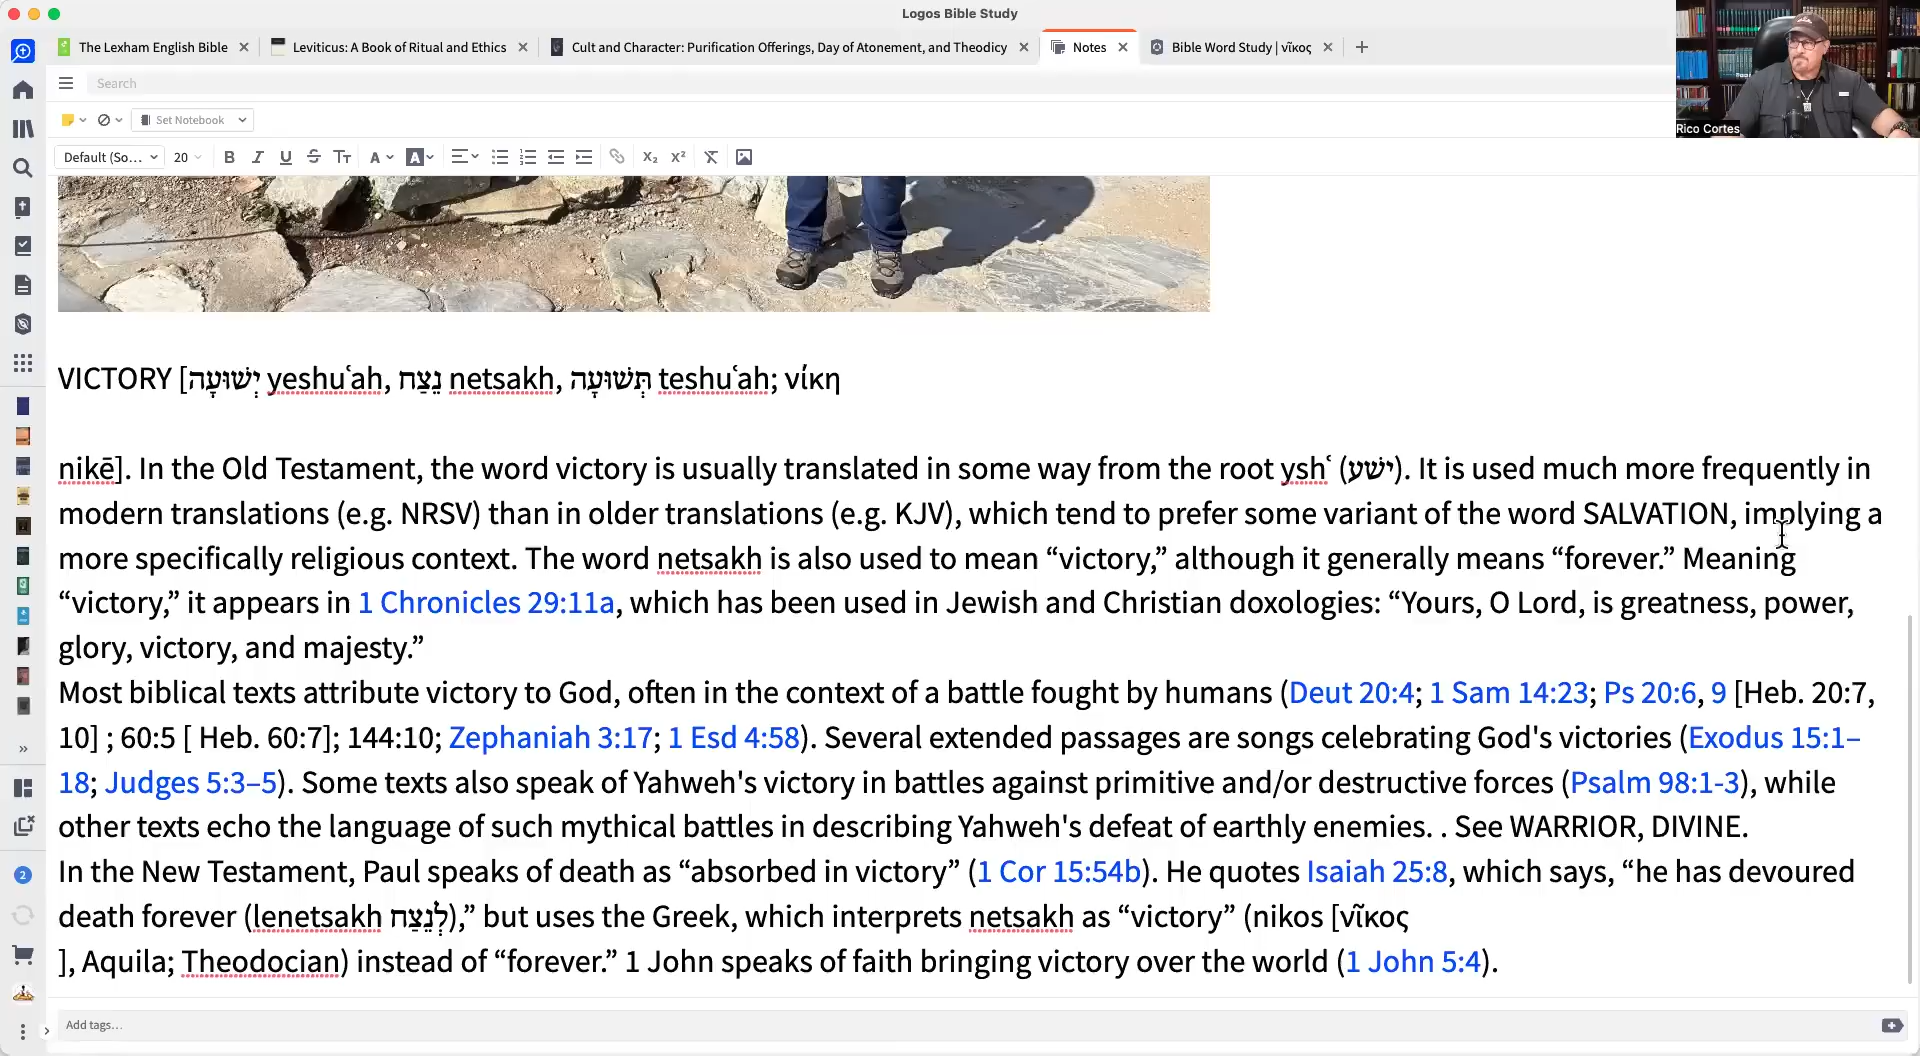 Logos Bible Study
The Lexham English Bible
Leviticus: A Book of Ritual and Ethics
Cult and Character: Purification Offerings, Day of Atonement, and Theodicy
Notes
Bible Word Study | νῖκος
Search
Set Notebook
Default (So... 20
Rico Cortes
VICTORY [יְשׁוּעָה yeshuʿah, נֵצַח netsakh, תְּשׁוּעָה teshuʿah; νίκη
nikē]. In the Old Testament, the word victory is usually translated in some way from the root yshʿ (ישׁע). It is used much more frequently in
modern translations (e.g. NRSV) than in older translations (e.g. KJV), which tend to prefer some variant of the word SALVATION, implying a
more specifically religious context. The word netsakh is also used to mean “victory,” although it generally means “forever.” Meaning
“victory,” it appears in 1 Chronicles 29:11a, which has been used in Jewish and Christian doxologies: “Yours, O Lord, is greatness, power,
glory, victory, and majesty.”
Most biblical texts attribute victory to God, often in the context of a battle fought by humans (Deut 20:4; 1 Sam 14:23; Ps 20:6, 9 [Heb. 20:7,
10] ; 60:5 [ Heb. 60:7]; 144:10; Zephaniah 3:17; 1 Esd 4:58). Several extended passages are songs celebrating God's victories (Exodus 15:1–
18; Judges 5:3–5). Some texts also speak of Yahweh's victory in battles against primitive and/or destructive forces (Psalm 98:1-3), while
other texts echo the language of such mythical battles in describing Yahweh's defeat of earthly enemies. . See WARRIOR, DIVINE.
In the New Testament, Paul speaks of death as “absorbed in victory” (1 Cor 15:54b). He quotes Isaiah 25:8, which says, “he has devoured
death forever (lenetsakh לָנֶצַח),” but uses the Greek, which interprets netsakh as “victory” (nikos [νῖκος
], Aquila; Theodocian) instead of “forever.” 1 John speaks of faith bringing victory over the world (1 John 5:4).
2
Add tags...